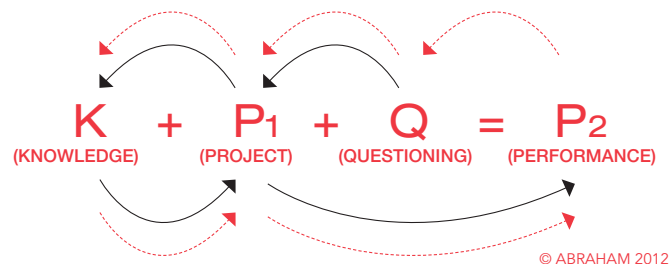 K + P1 + Q = P2
(KNOWLEDGE) (PROJECT) (QUESTIONING) (PERFORMANCE)
© ABRAHAM 2012